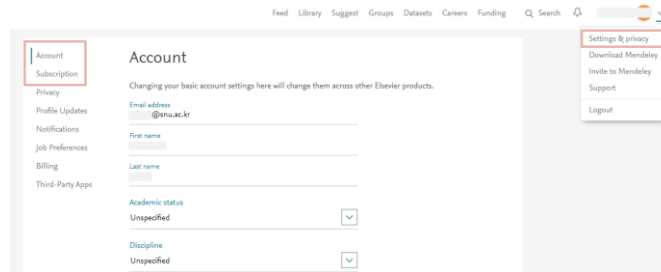 Feed Library Suggest Groups Datasets Careers Funding Search
Settings & privacy
Download Mendeley
Invite to Mendeley
Support
Logout
Account
Subscription
Privacy
Profile Updates
Notifications
Job Preferences
Billing
Third-Party Apps
Account
Changing your basic account settings here will change them across other Elsevier products.
Email address
@snu.ac.kr
First name
Last name
Academic status
Unspecified
Discipline
Unspecified